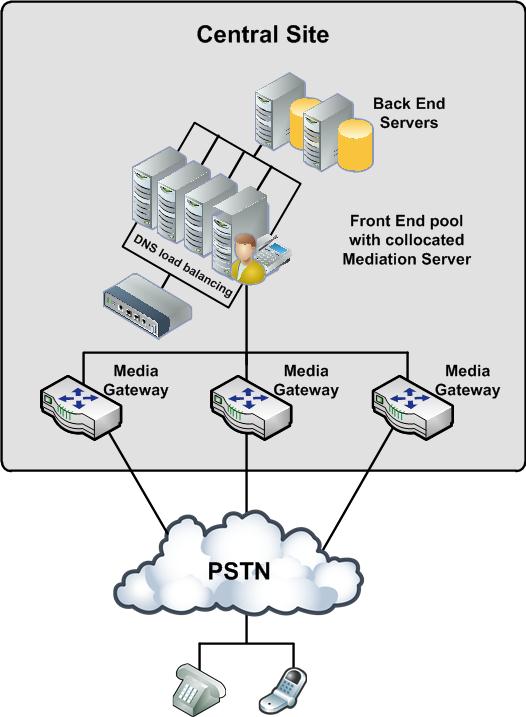 Central Site
Back End
Servers
Front End pool
with collocated
Mediation Server
DNS load balancing
Media
Gateway
Media
Gateway
Media
Gateway
PSTN